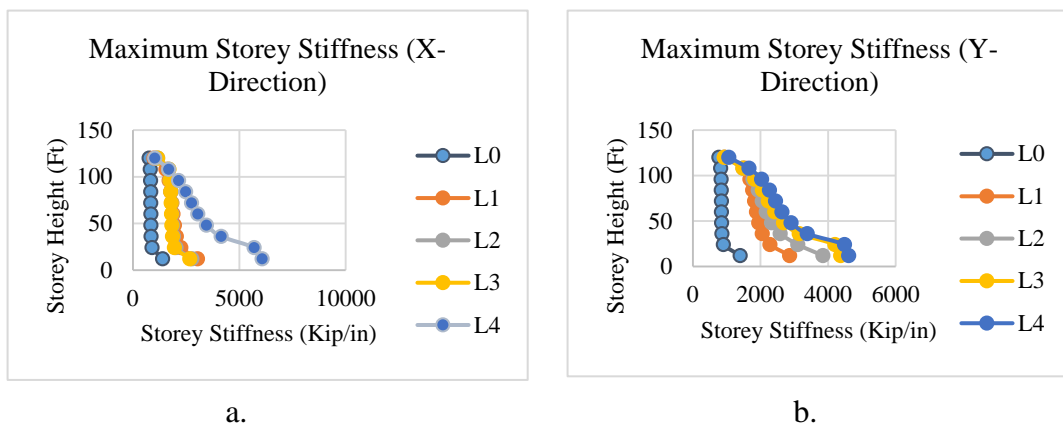 Maximum Storey Stiffness (X-
Direction)
Storey Height (Ft)
150
100
50
0
0
5000
10000
Storey Stiffness (Kip/in)
L0
L1
L2
L3
L4
a.
Maximum Storey Stiffness (Y-
Direction)
Storey Height (Ft)
150
100
50
0
0
2000
4000
6000
Storey Stiffness (Kip/in)
L0
L1
L2
L3
L4
b.